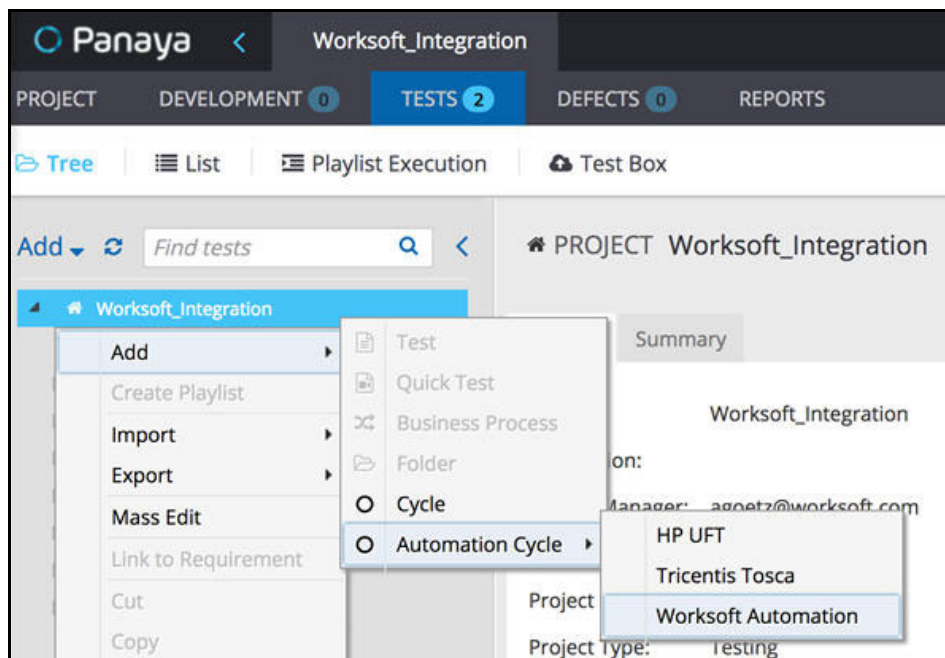 Panaya < Worksoft_Integration
PROJECT DEVELOPMENT 0 TESTS 2 DEFECTS 0 REPORTS
Tree List Playlist Execution Test Box
Add Find tests PROJECT Worksoft_Integration
Worksoft_Integration
Add Test Summary
Create Playlist Quick Test
Import Business Process Worksoft_Integration
Export Folder on:
Mass Edit Cycle Manager: agoetz@worksoft.com
Link to Requirement Automation Cycle HP UFT
Cut Project Tricentis Tosca
Copy Project Type: Worksoft Automation
Testing